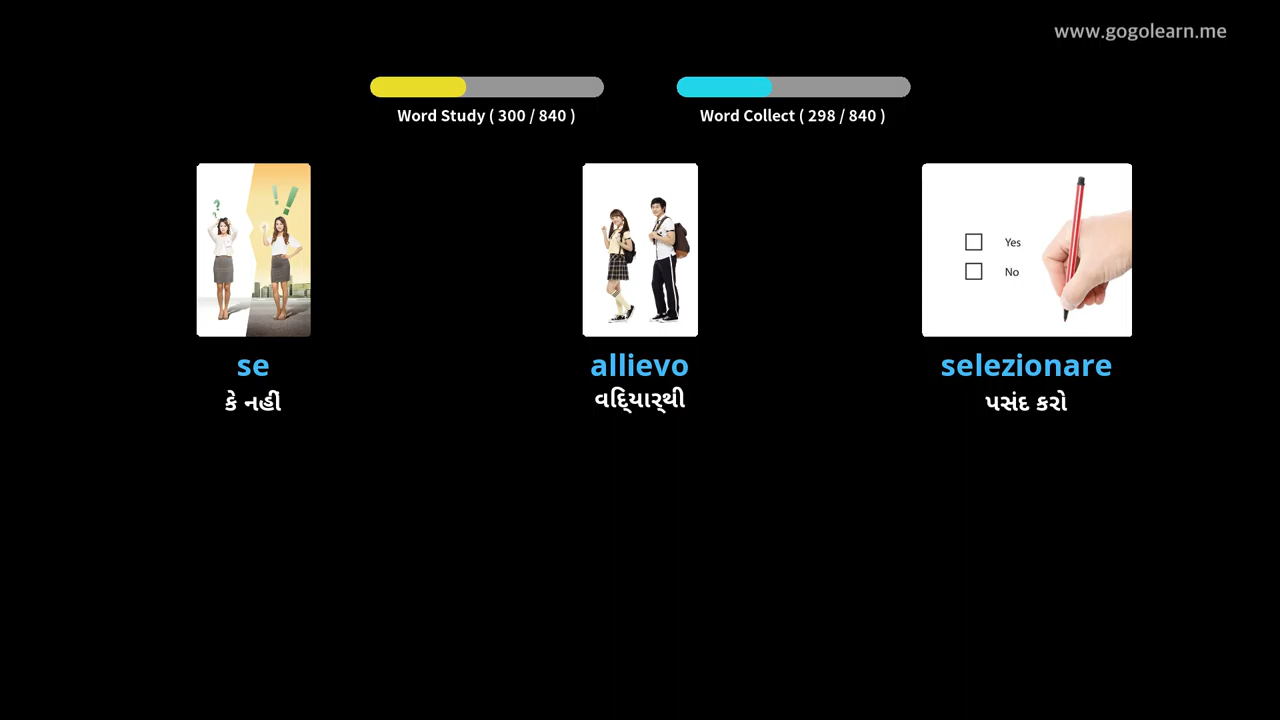 www.gogolearn.me
Word Study ( 300 / 840 )
Word Collect ( 298 / 840 )
Yes
No
se
allievo
selezionare
કે નહીં
વિદ્યાર્થી
પસંદ કરો